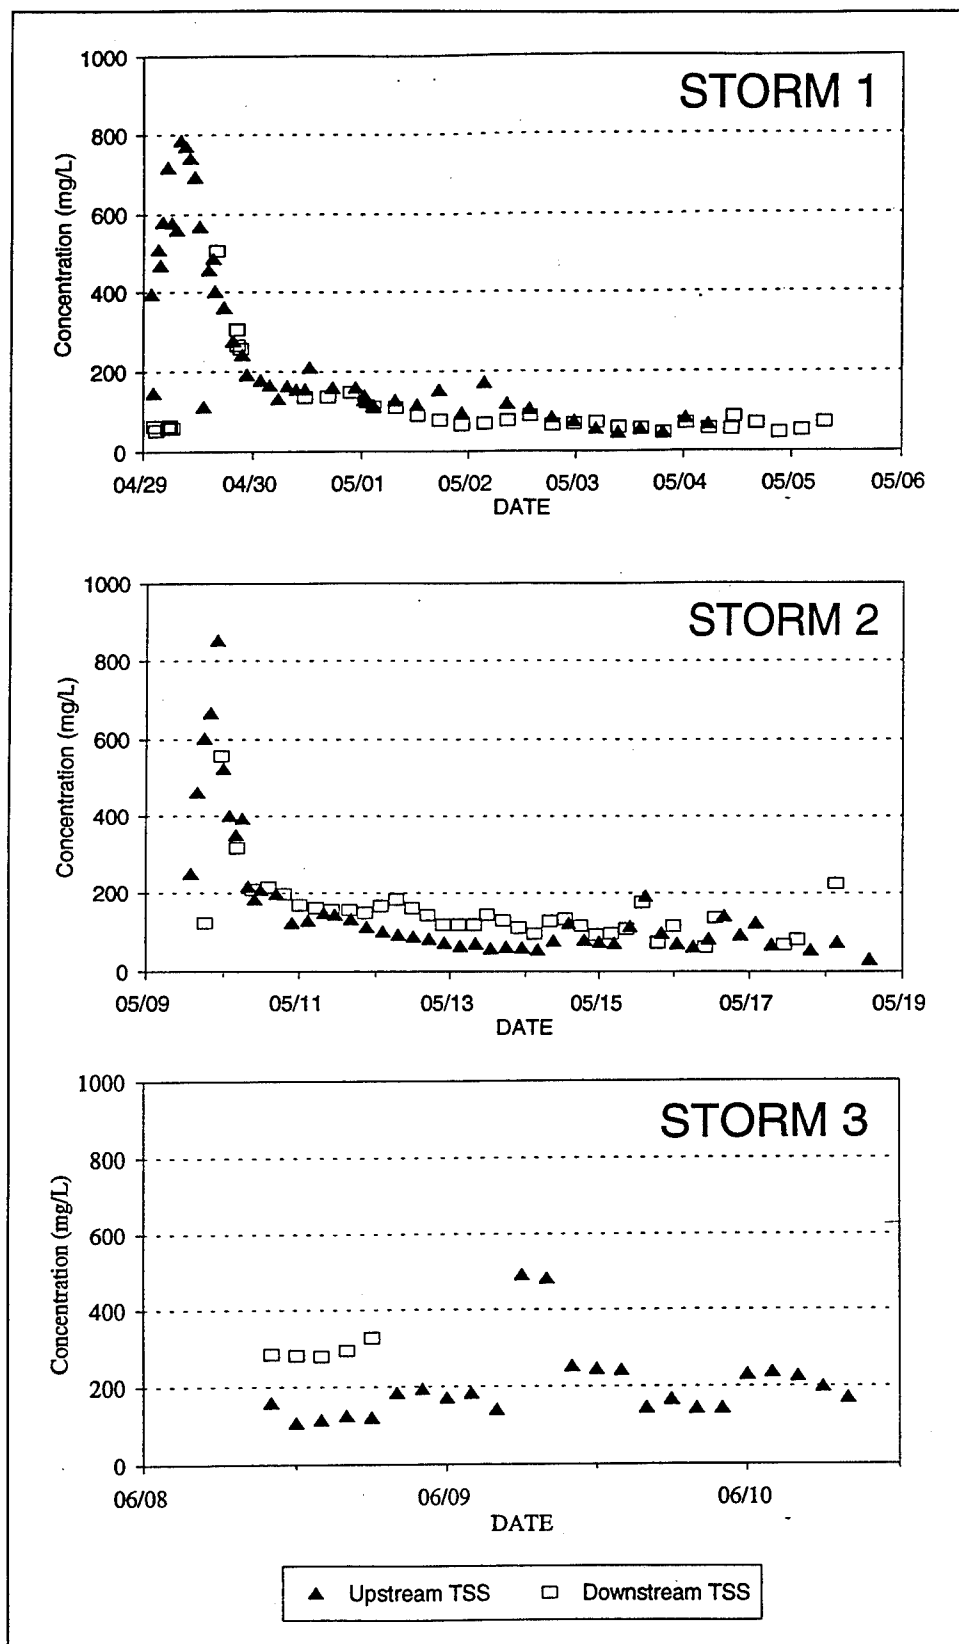 STORM 1
1000
800
600
400
200
0
Concentration (mg/L)
04/29 04/30 05/01 05/02 05/03 05/04 05/05 05/06
DATE
STORM 2
1000
800
600
400
200
0
Concentration (mg/L)
05/09 05/11 05/13 05/15 05/17 05/19
DATE
STORM 3
1000
800
600
400
200
0
Concentration (mg/L)
06/08 06/09 06/10
DATE
Upstream TSS Downstream TSS